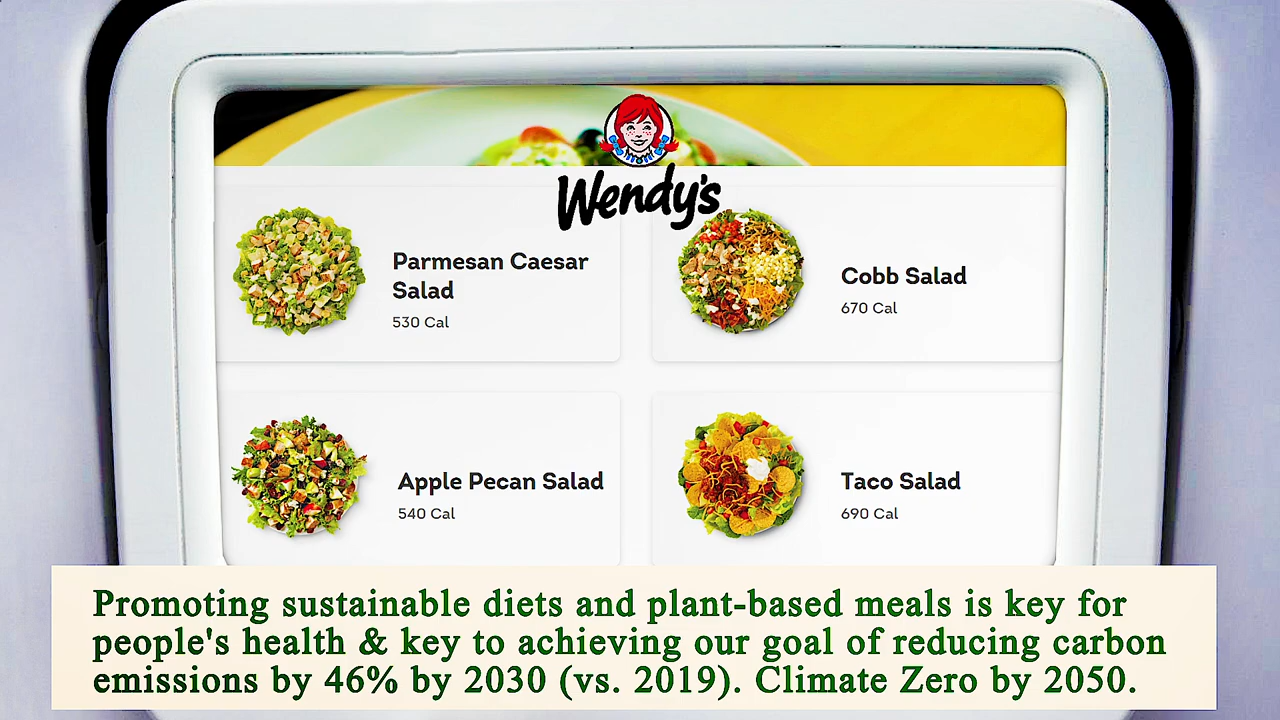 Wendy's
Parmesan Caesar
Salad
530 Cal
Cobb Salad
670 Cal
Apple Pecan Salad
540 Cal
Taco Salad
690 Cal
Promoting sustainable diets and plant-based meals is key for
people's health & key to achieving our goal of reducing carbon
emissions by 46% by 2030 (vs. 2019). Climate Zero by 2050.